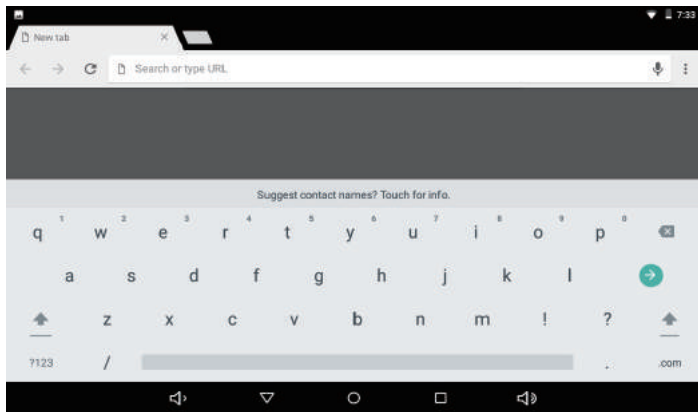 7:33
New tab
Search or type URL
Suggest contact names? Touch for info.
q 1 w 2 e 3 r 4 t 5 y 6 u 7 i 8 o 9 p 0
a s d f g h j k l
z x c v b n m ! ?
?123 / . .com